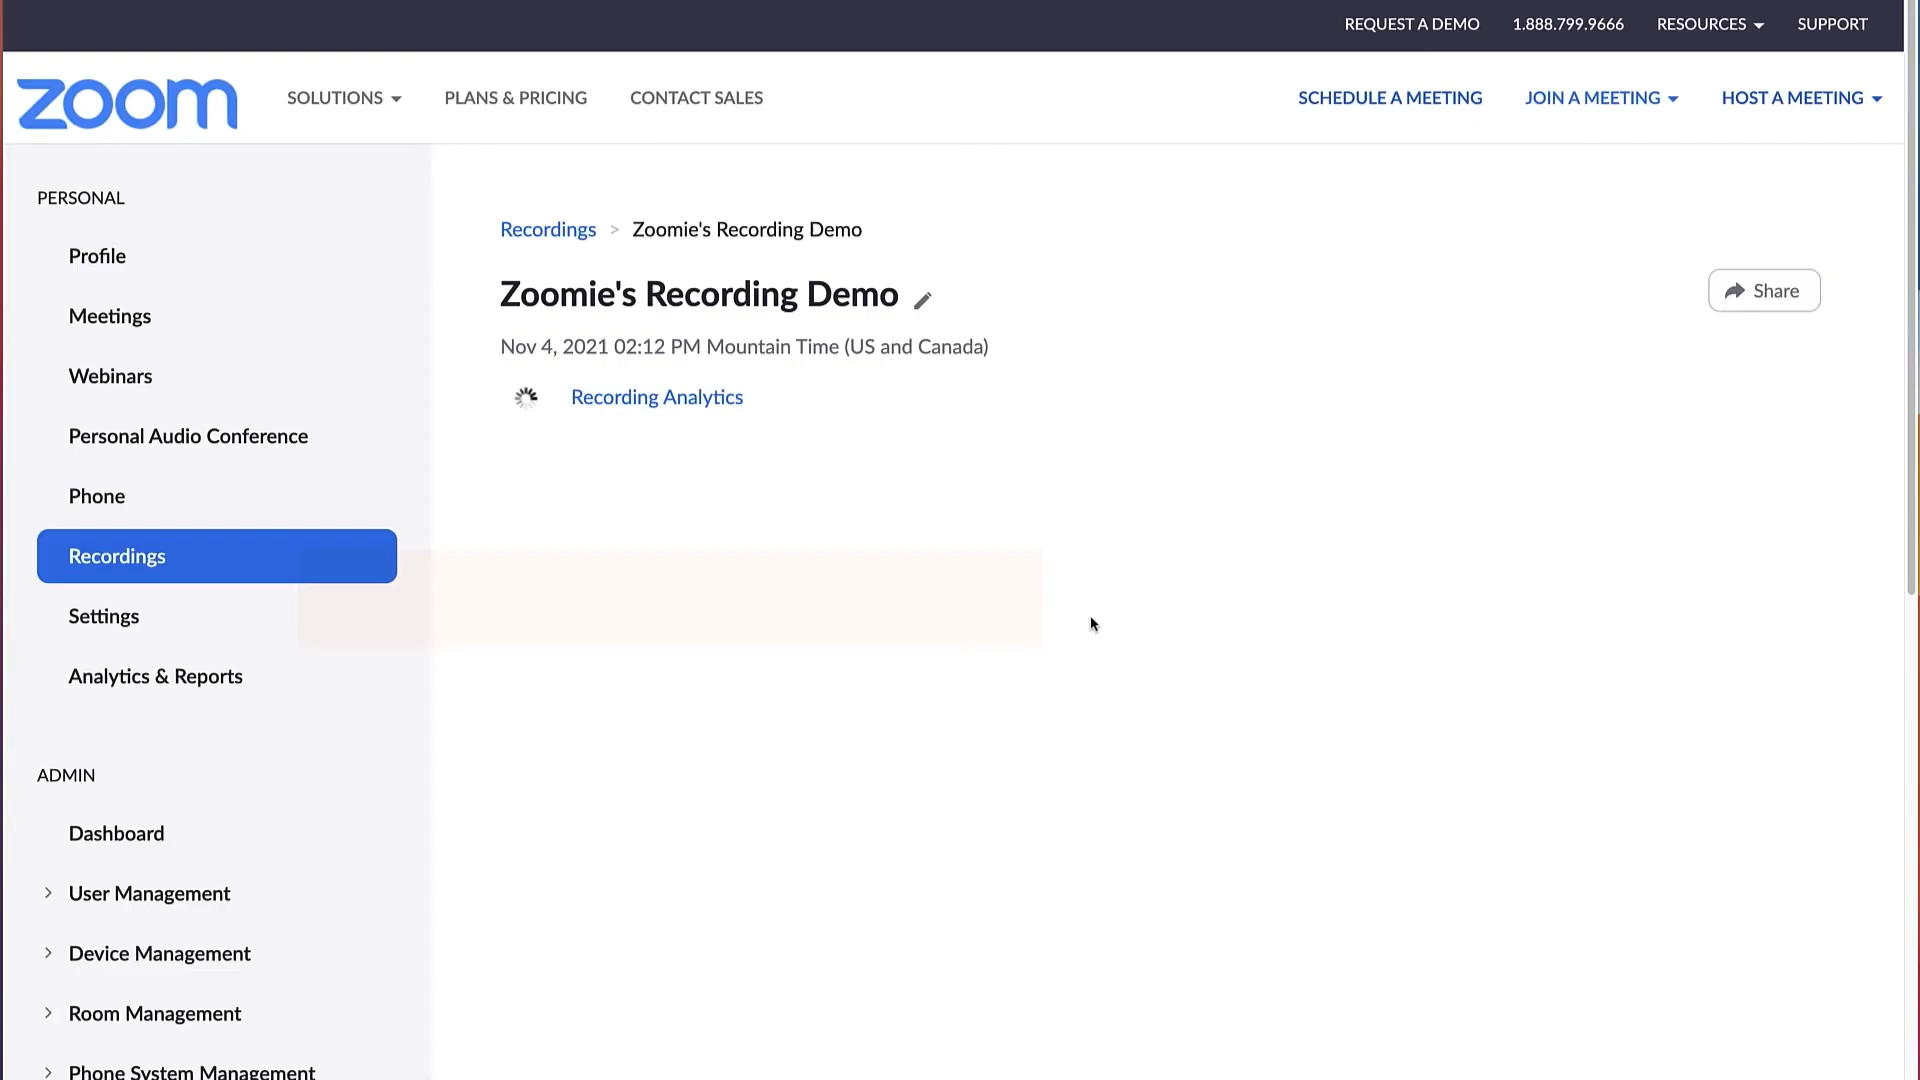 REQUEST A DEMO 1.888.799.9666 RESOURCES SUPPORT
zoom SOLUTIONS PLANS & PRICING CONTACT SALES SCHEDULE A MEETING JOIN A MEETING HOST A MEETING
PERSONAL
Profile
Meetings
Webinars
Personal Audio Conference
Phone
Recordings
Settings
Analytics & Reports
ADMIN
Dashboard
User Management
Device Management
Room Management
Phone System Management
Recordings > Zoomie's Recording Demo
Zoomie's Recording Demo
Share
Nov 4, 2021 02:12 PM Mountain Time (US and Canada)
Recording Analytics